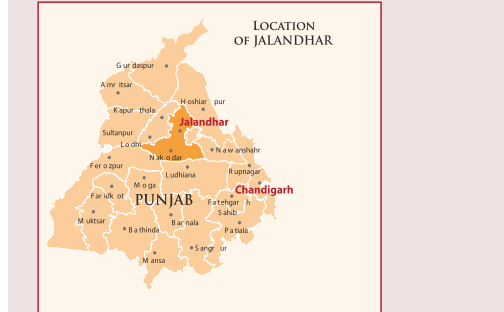 LOCATION
OF JALANDHAR
Gurdaspur
Amritsar
Hoshiarpur
Kapurthala
Jalandhar
Sultanpur
Lodhi
Nakodar
Nawanshahr
Ferozpur
Ludhiana
Rupnagar
Moga
Faridkot
Chandigarh
PUNJAB
Fatehgarh
Sahib
Muktsar
Barnala
Patiala
Bathinda
Sangrur
Mansa